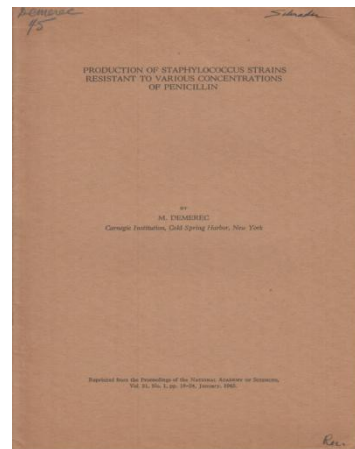 Demerec
45
Schrader
PRODUCTION OF STAPHYLOCOCCUS STRAINS
RESISTANT TO VARIOUS CONCENTRATIONS
OF PENICILLIN
BY
M. DEMEREC
Carnegie Institution, Cold Spring Harbor, New York
Reprinted from the Proceedings of the NATIONAL ACADEMY OF SCIENCES,
Vol. 31, No. 1, pp. 16-24. January, 1945.